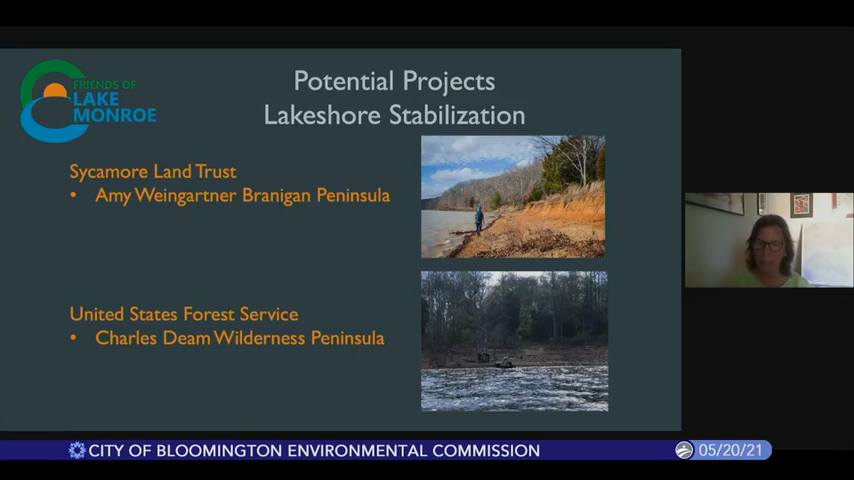 FRIENDS OF
LAKE
MONROE
Potential Projects
Lakeshore Stabilization
Sycamore Land Trust
• Amy Weingartner Branigan Peninsula
United States Forest Service
• Charles Deam Wilderness Peninsula
CITY OF BLOOMINGTON ENVIRONMENTAL COMMISSION
05/20/21